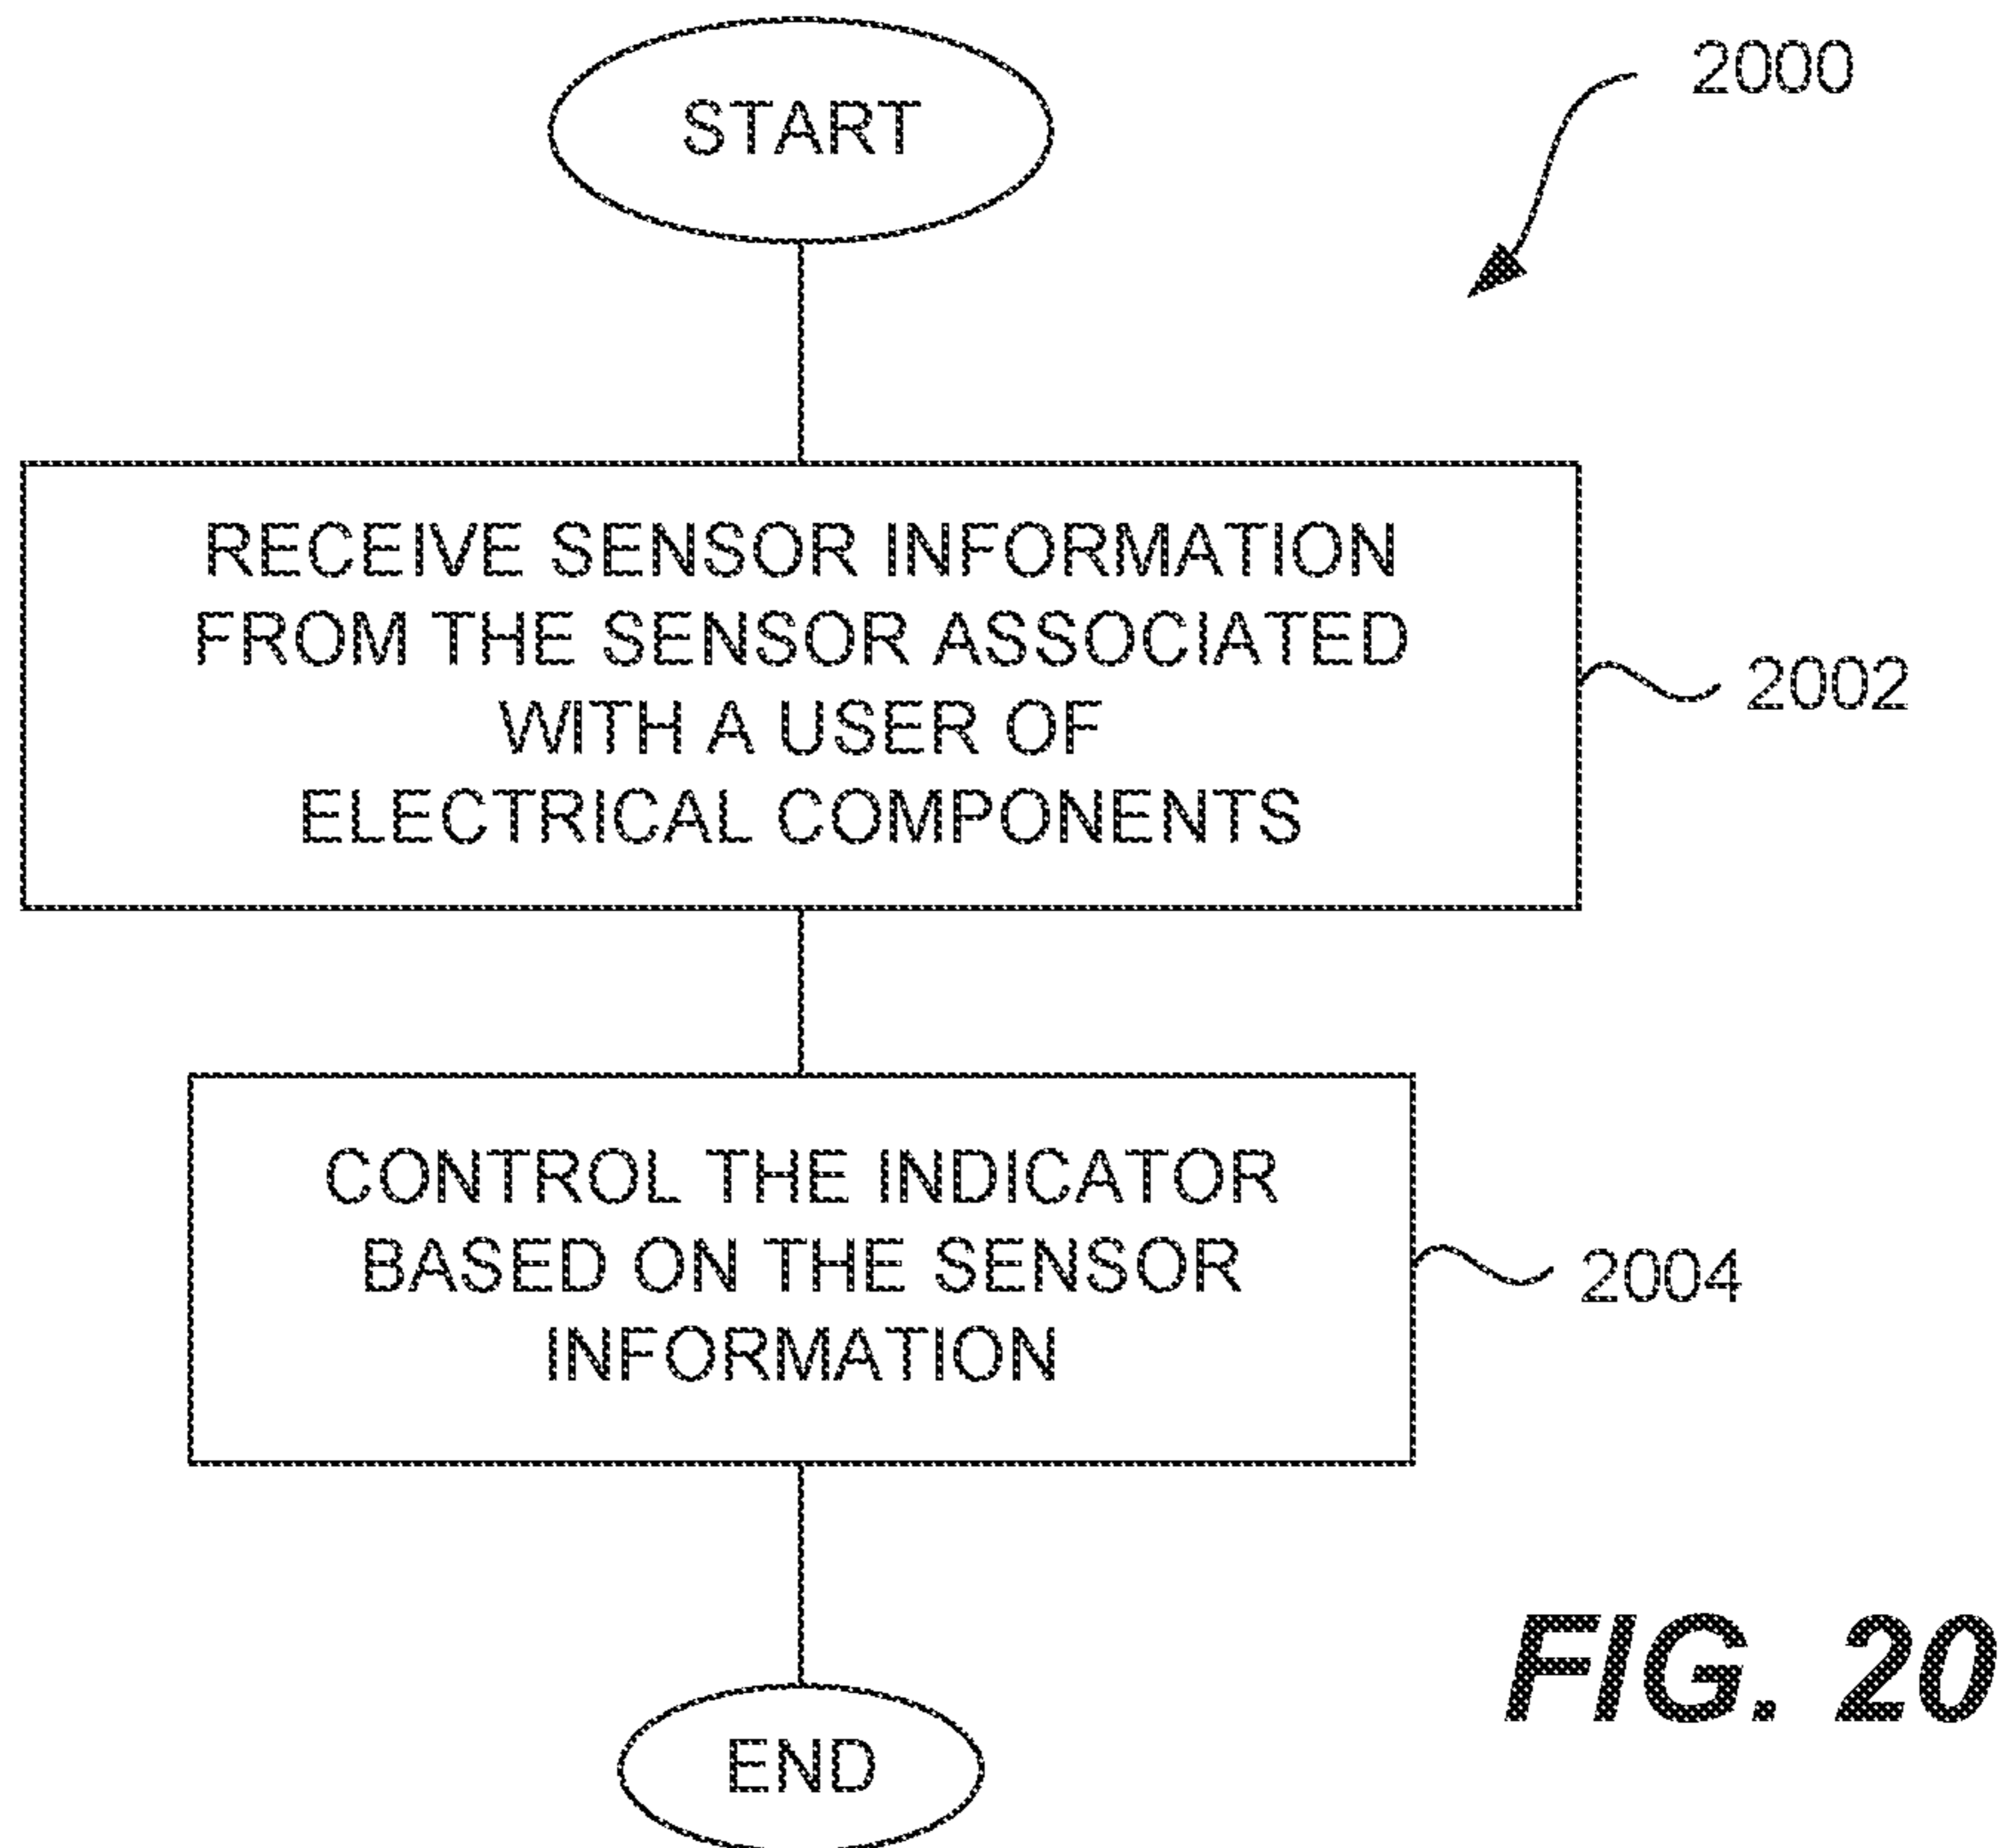 START
2000
RECEIVE SENSOR INFORMATION
FROM THE SENSOR ASSOCIATED
WITH A USER OF
ELECTRICAL COMPONENTS
2002
CONTROL THE INDICATOR
BASED ON THE SENSOR
INFORMATION
2004
END
FIG. 20